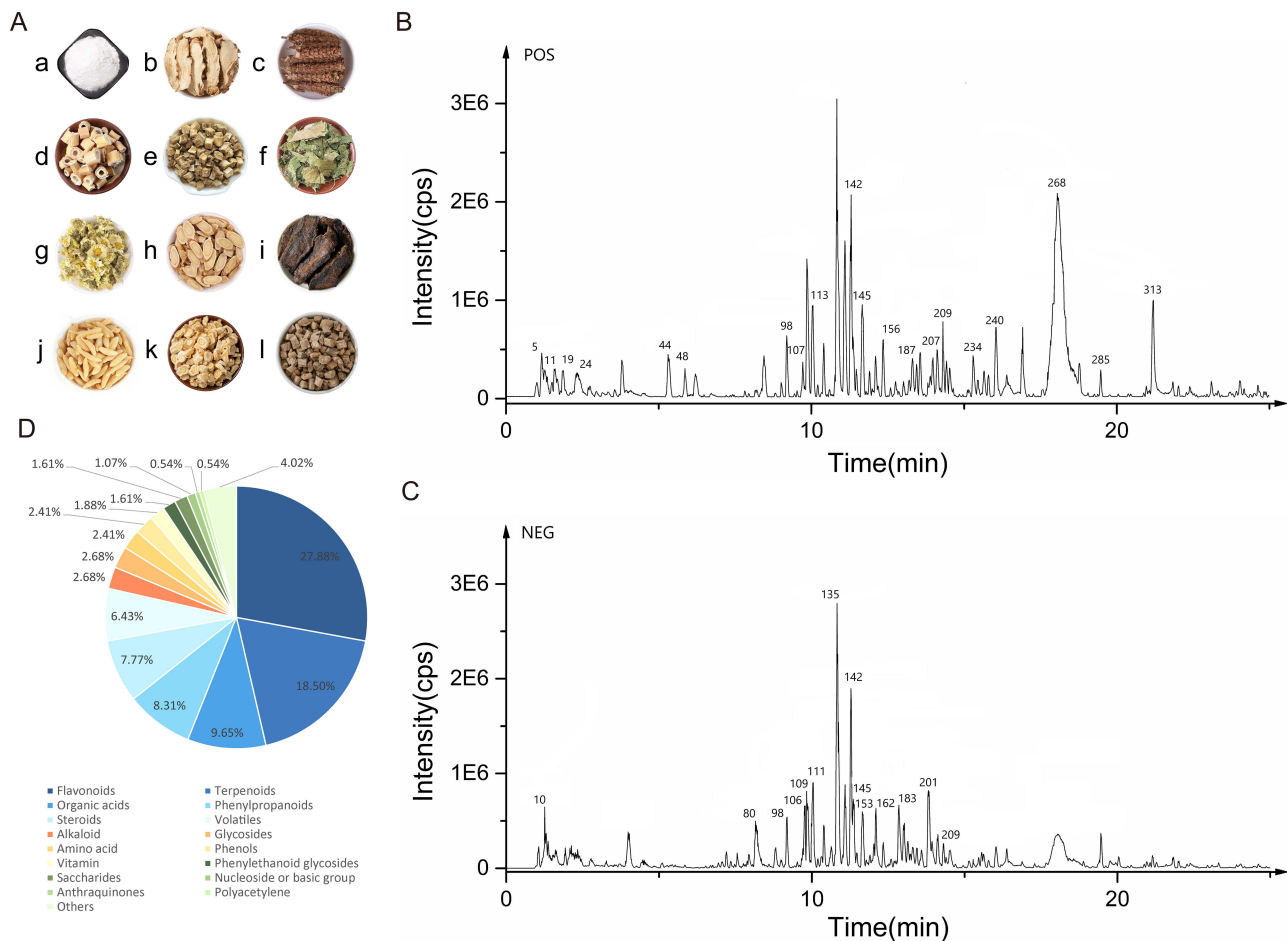 A
a
b
c
d
e
f
g
h
i
j
k
l
B
POS
Intensity(cps)
3E6
2E6
1E6
0
5
11
19
24
44
48
98
107
113
142
145
156
187
207
209
234
240
268
285
313
0
10
20
Time(min)
C
NEG
Intensity(cps)
3E6
2E6
1E6
0
10
80
98
106
109
111
135
142
145
153
162
183
201
209
0
10
20
Time(min)
D
27.88%
18.50%
9.65%
8.31%
7.77%
6.43%
2.68%
2.68%
2.41%
2.41%
1.88%
1.61%
1.61%
1.07%
0.54%
0.54%
4.02%
Flavonoids
Terpenoids
Organic acids
Phenylpropanoids
Steroids
Volatiles
Alkaloid
Glycosides
Amino acid
Phenols
Vitamin
Phenylethanoid glycosides
Saccharides
Nucleoside or basic group
Anthraquinones
Polyacetylene
Others